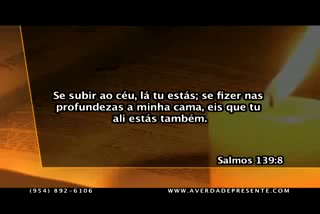 Se subir ao céu, lá tu estás; se fizer nas
profundezas a minha cama, eis que tu
ali estás também.
Salmos 139:8
(954) 892-6106
WWW.AVERDADEPRESENTE.COM